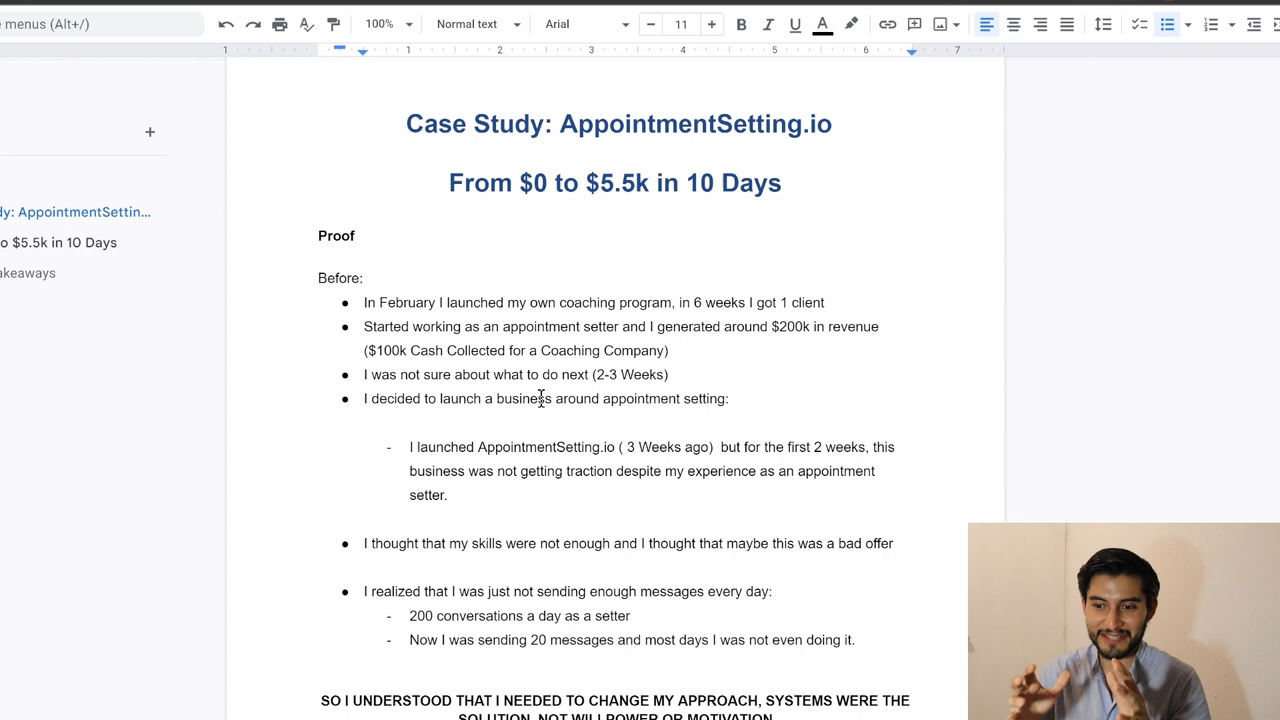 e menus (Alt+/)
100%
Normal text
Arial
11
B I U A
1 1 2 3 4 5 6 7
dy: AppointmentSettin...
o $5.5k in 10 Days
akeaways
Case Study: AppointmentSetting.io
From $0 to $5.5k in 10 Days
Proof
Before:
● In February I launched my own coaching program, in 6 weeks I got 1 client
● Started working as an appointment setter and I generated around $200k in revenue
($100k Cash Collected for a Coaching Company)
● I was not sure about what to do next (2-3 Weeks)
● I decided to launch a business around appointment setting:
- I launched AppointmentSetting.io ( 3 Weeks ago) but for the first 2 weeks, this
business was not getting traction despite my experience as an appointment
setter.
● I thought that my skills were not enough and I thought that maybe this was a bad offer
● I realized that I was just not sending enough messages every day:
- 200 conversations a day as a setter
- Now I was sending 20 messages and most days I was not even doing it.
SO I UNDERSTOOD THAT I NEEDED TO CHANGE MY APPROACH, SYSTEMS WERE THE
SOLUTION, NOT WILLPOWER OR MOTIVATION